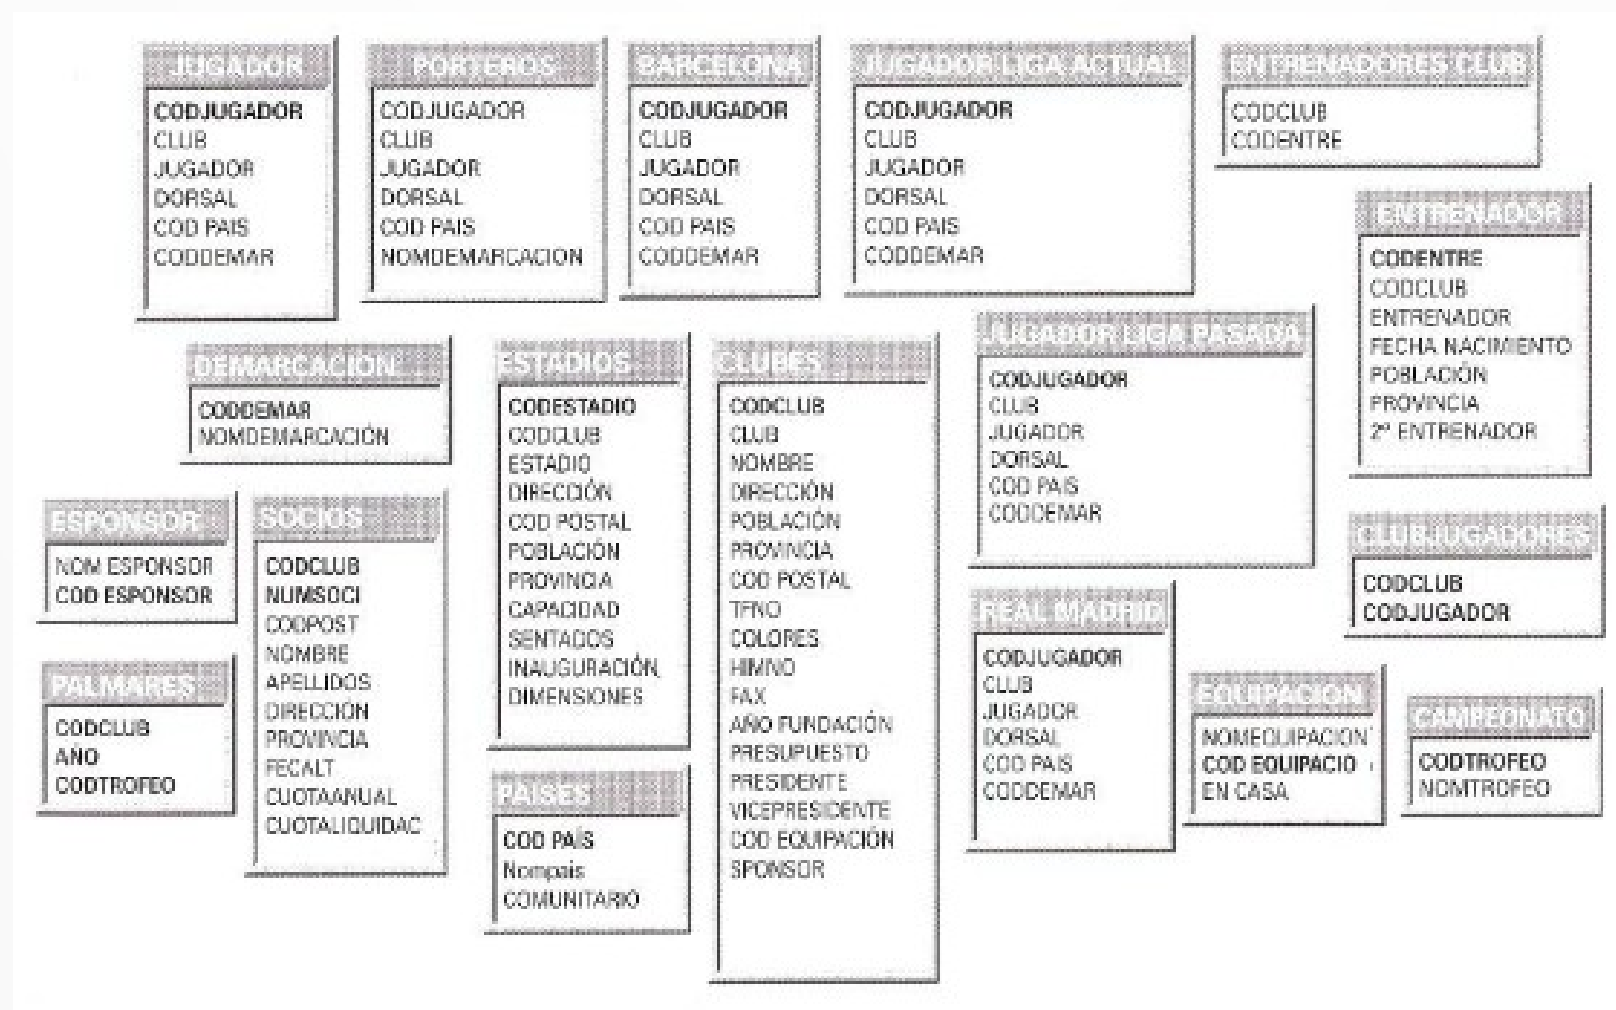 JUGADOR
CODJUGADOR
CLUB
JUGADOR
DORSAL
COD PAIS
CODDEMAR
PORTEROS
CODJUGADOR
CLUB
JUGADOR
DORSAL
COD PAIS
NOMDEMARCACION
BARCELONA
CODJUGADOR
CLUB
JUGADOR
DORSAL
COD PAIS
CODDEMAR
JUGADOR LIGA ACTUAL
CODJUGADOR
CLUB
JUGADOR
DORSAL
COD PAIS
CODDEMAR
ENTRENADORES CLUB
CODCLUB
CODENTRE
ENTRENADOR
CODENTRE
CODCLUB
ENTRENADOR
FECHA NACIMIENTO
POBLACIÓN
PROVINCIA
2º ENTRENADOR
DEMARCACION
CODDEMAR
NOMDEMARCACIÓN
ESTADIOS
CODESTADIO
CODCLUB
ESTADIO
DIRECCIÓN
COD POSTAL
POBLACIÓN
PROVINCIA
CAPACIDAD
SENTADOS
INAUGURACIÓN
DIMENSIONES
CLUBES
CODCLUB
CLUB
NOMBRE
DIRECCIÓN
POBLACIÓN
PROVINCIA
COD POSTAL
TFNO
COLORES
HIMNO
FAX
AÑO FUNDACIÓN
PRESUPUESTO
PRESIDENTE
VICEPRESIDENTE
COD EQUIPACIÓN
SPONSOR
JUGADOR LIGA PASADA
CODJUGADOR
CLUB
JUGADOR
DORSAL
COD PAIS
CODDEMAR
ESPONSOR
NOM ESPONSOR
COD ESPONSOR
SOCIOS
CODCLUB
NUMSOCI
CODPOST
NOMBRE
APELLIDOS
DIRECCIÓN
PROVINCIA
FECALT
CUOTAANUAL
CUOTALIQUIDAC
CLUBJUGADORES
CODCLUB
CODJUGADOR
PALMARES
CODCLUB
AÑO
CODTROFEO
PAISES
COD PAÍS
Nompais
COMUNITARIO
REAL MADRID
CODJUGADOR
CLUB
JUGADOR
DORSAL
COD PAIS
CODDEMAR
EQUIPACION
NOMEQUIPACION
COD EQUIPACIO
EN CASA
CAMPEONATO
CODTROFEO
NOMTROFEO